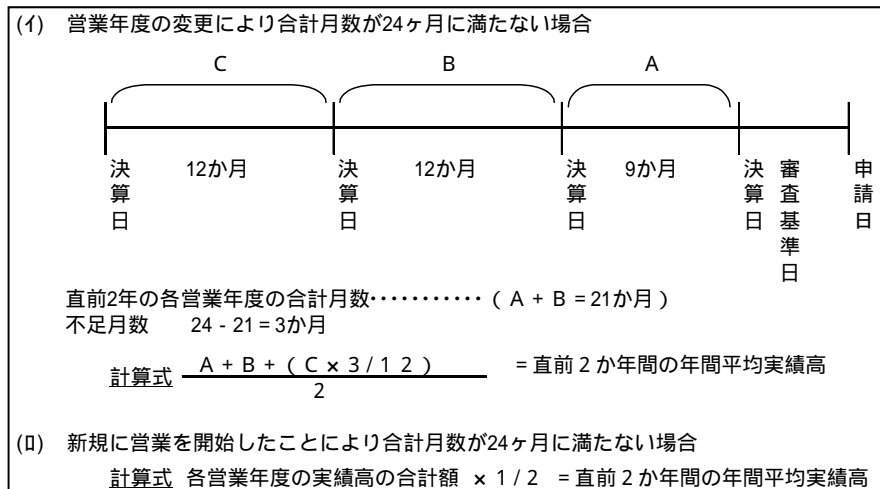 (ｲ) 営業年度の変更により合計月数が24ヶ月に満たない場合
C B A
決算日 12か月 決算日 12か月 決算日 9か月 決算日 審査基準日 申請日
直前2年の各営業年度の合計月数･･･････････ ( A + B = 21か月 )
不足月数 24 - 21 = 3か月
計算式 A + B + ( C × 3 / 1 2 ) = 直前 2 か年間の年間平均実績高
2
(ﾛ) 新規に営業を開始したことにより合計月数が24ヶ月に満たない場合
計算式 各営業年度の実績高の合計額 × 1 / 2 = 直前 2 か年間の年間平均実績高